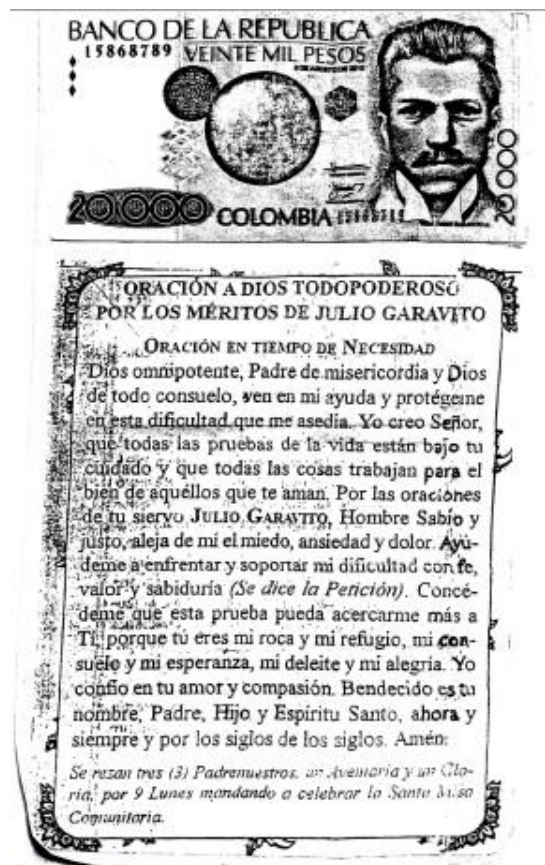 BANCO DE LA REPUBLICA
15868789 VEINTE MIL PESOS
20000 COLOMBIA
20000
ORACIÓN A DIOS TODOPODEROSO
POR LOS MÉRITOS DE JULIO GARAVITO
ORACIÓN EN TIEMPO DE NECESIDAD
Dios omnipotente, Padre de misericordia y Dios
de todo consuelo, ven en mi ayuda y protégeme
en esta dificultad que me asedia. Yo creo Señor,
que todas las pruebas de la vida están bajo tu
cuidado y que todas las cosas trabajan para el
bien de aquéllos que te aman. Por las oraciones
de tu siervo JULIO GARAVITO, Hombre Sabio y
justo, aleja de mí el miedo, ansiedad y dolor. Ayú-
deme a enfrentar y soportar mi dificultad con fe,
valor y sabiduría (Se dice la Petición). Concé-
deme que esta prueba pueda acercarme más a
Ti, porque tú eres mi roca y mi refugio, mi con-
suelo y mi esperanza, mi deleite y mi alegria. Yo
confío en tu amor y compasión. Bendecido es tu
nombre, Padre, Hijo y Espíritu Santo, ahora y
siempre y por los siglos de los siglos. Amén.
Se rezan tres (3) Padrenuestros, un Avemaría y un Glo-
ria, por 9 Lunes mandando a celebrar la Santa Misa
Comunitaria.